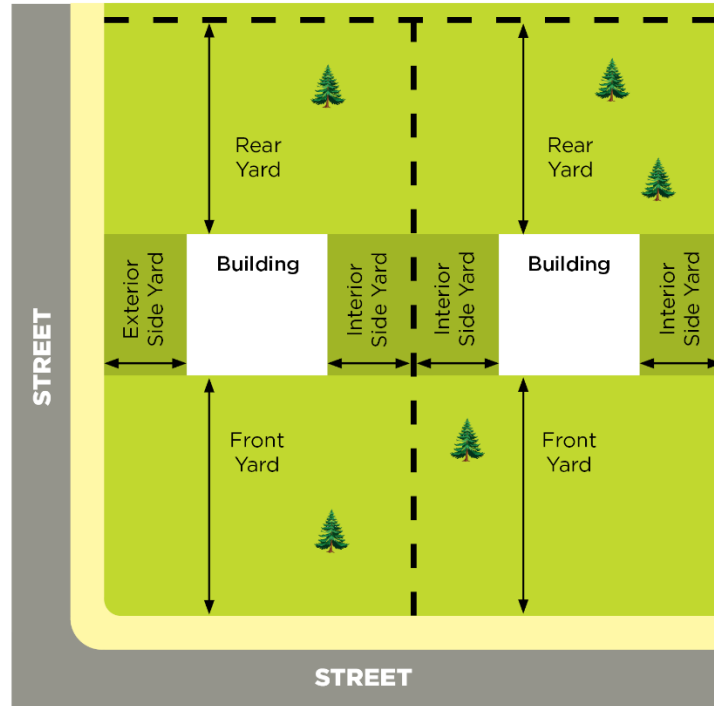 Rear
Yard
Rear
Yard
Building
Building
Exterior
Side Yard
Interior
Side Yard
Interior
Side Yard
Interior
Side Yard
STREET
Front
Yard
Front
Yard
STREET